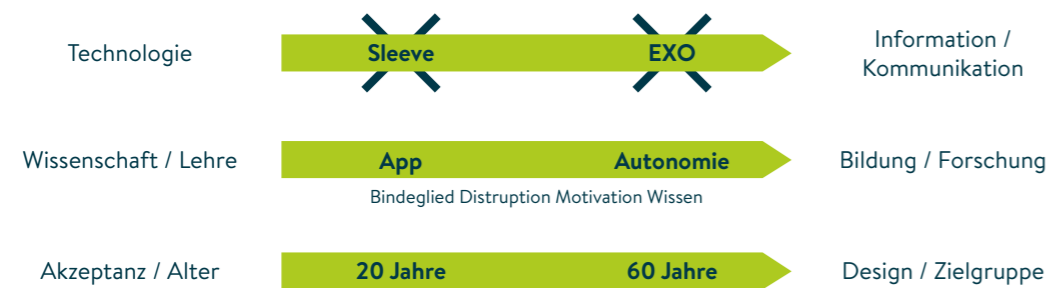 Technologie
Sleeve
EXO
Information /
Kommunikation
Wissenschaft / Lehre
App
Autonomie
Bildung / Forschung
Bindeglied Distruption Motivation Wissen
Akzeptanz / Alter
20 Jahre
60 Jahre
Design / Zielgruppe